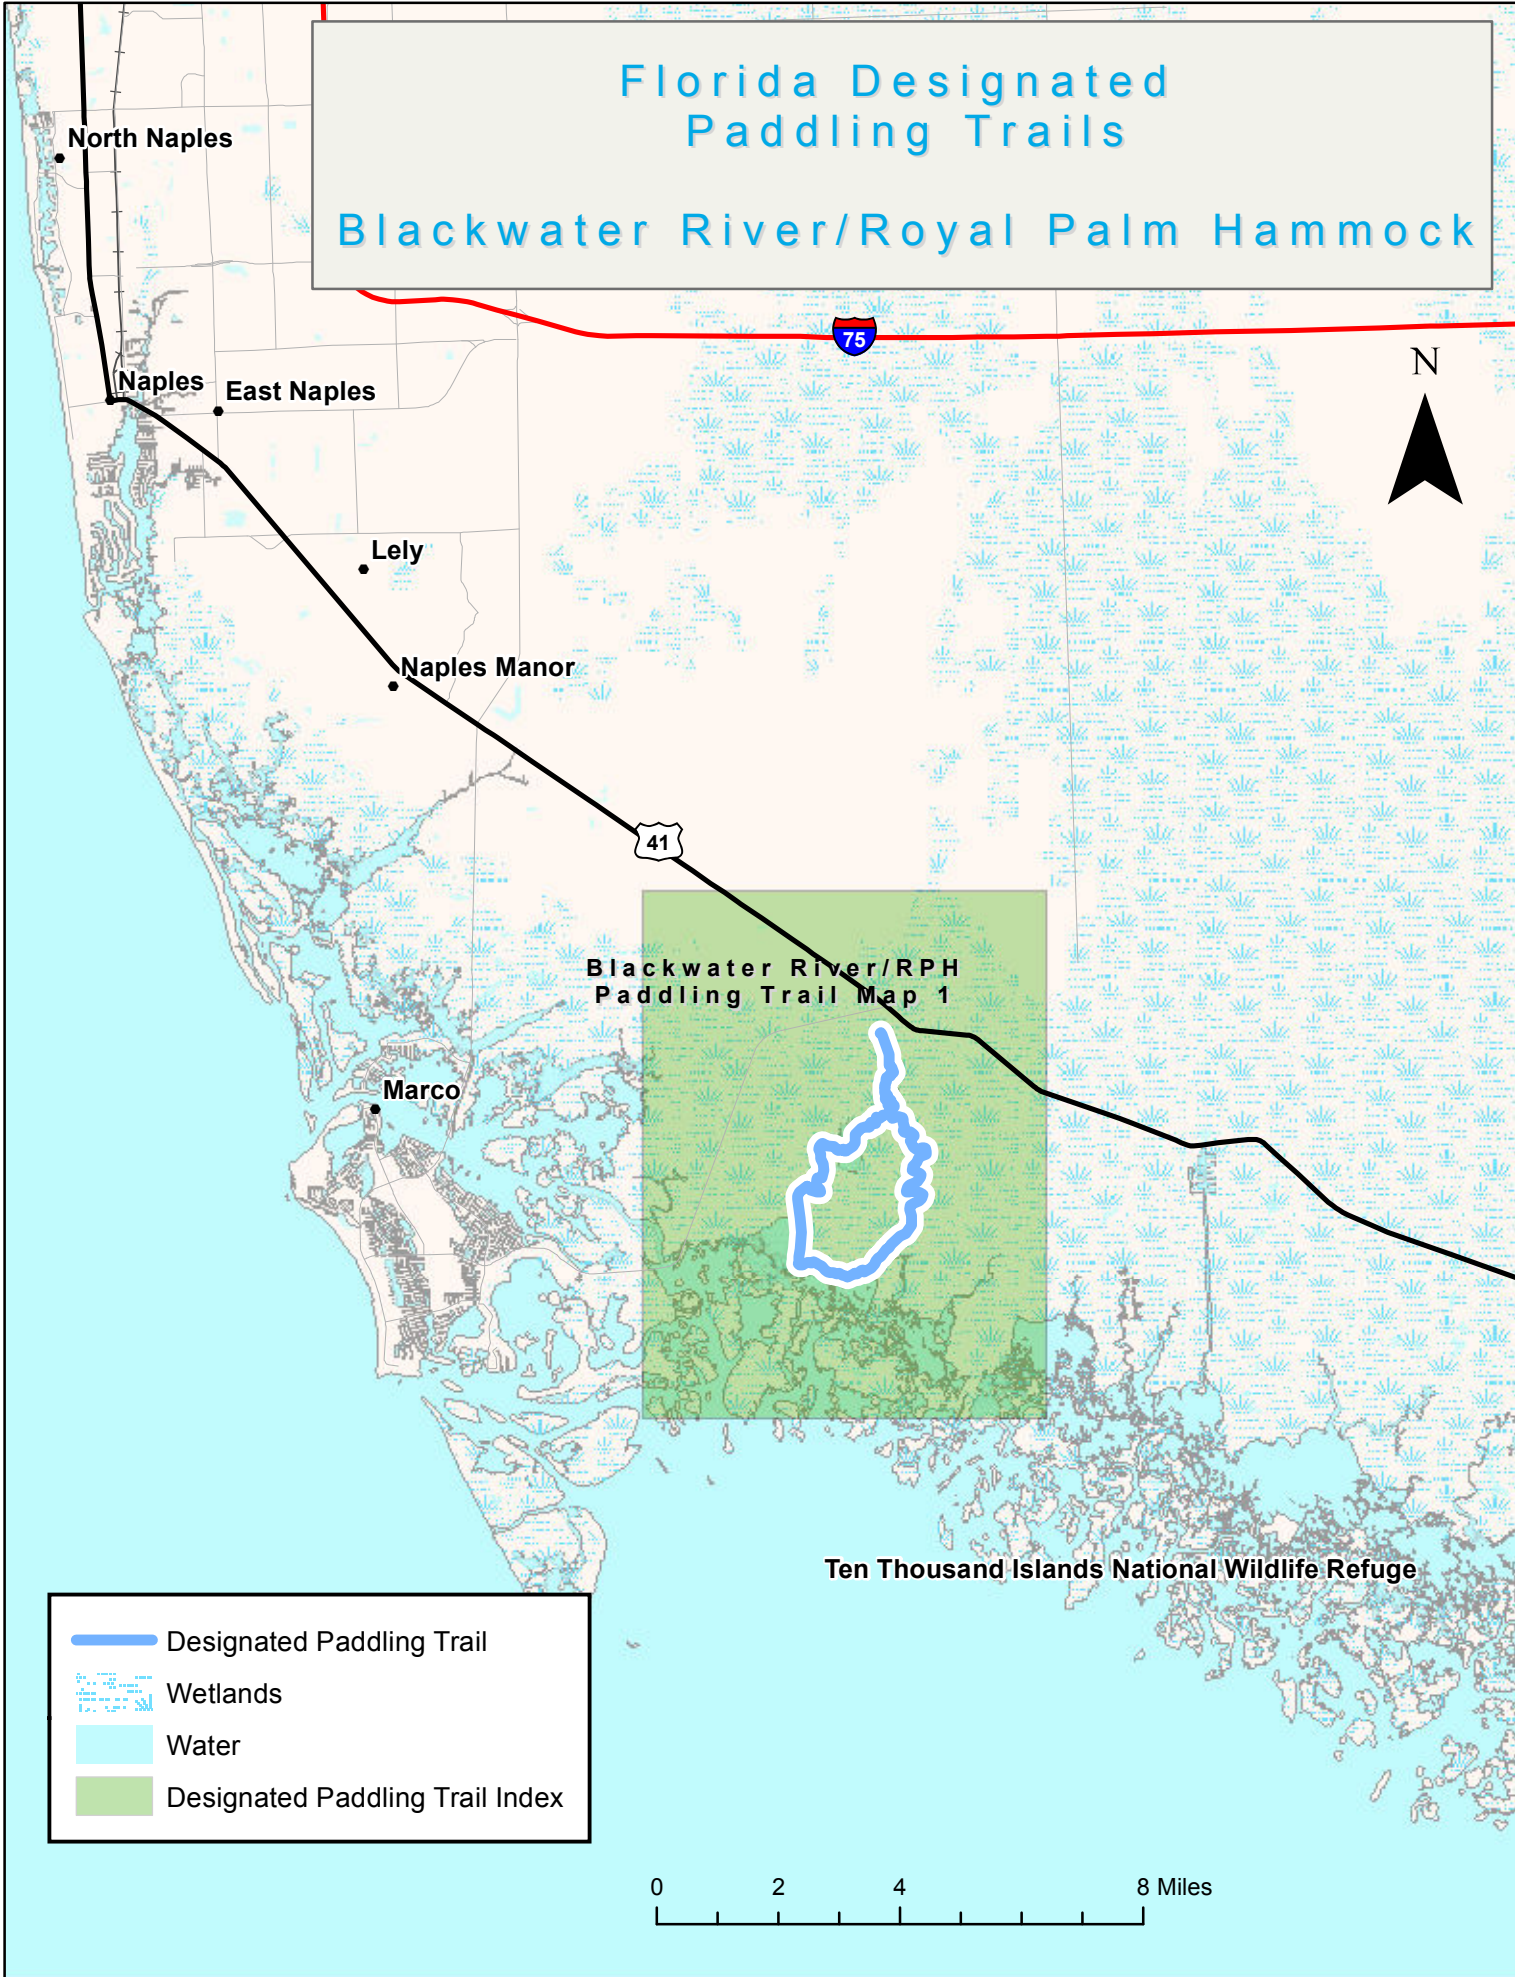 Florida Designated
Paddling Trails
Blackwater River/Royal Palm Hammock
North Naples
75
N
Naples
East Naples
Lely
Naples Manor
41
Blackwater River/RPH
Paddling Trail Map 1
Marco
Ten Thousand Islands National Wildlife Refuge
Designated Paddling Trail
Wetlands
Water
Designated Paddling Trail Index
0 2 4 8 Miles